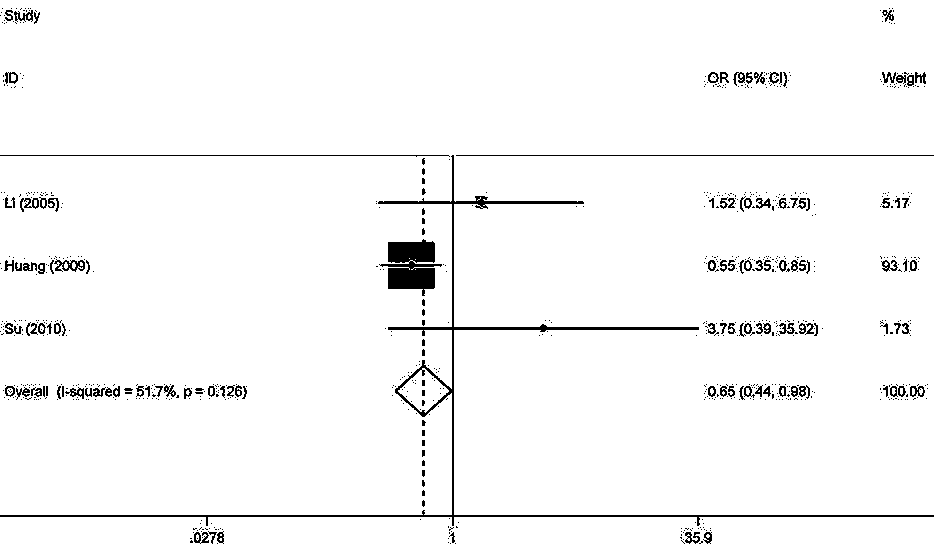 Study %
ID OR (95% CI) Weight
Li (2005) 1.52 (0.34, 6.75) 5.17
Huang (2009) 0.55 (0.35, 0.85) 93.10
Su (2010) 3.75 (0.39, 35.92) 1.73
Overall (I-squared = 51.7%, p = 0.126) 0.65 (0.44, 0.98) 100.00
.0278 1 35.9